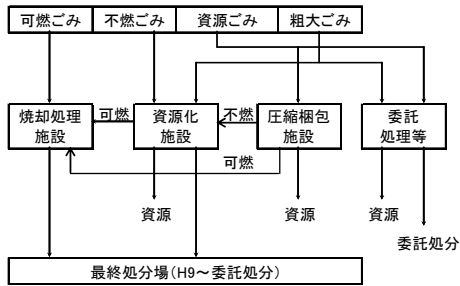 可燃ごみ 不燃ごみ 資源ごみ 粗大ごみ
焼却処理施設
可燃
資源化施設
不燃
圧縮梱包施設
委託処理等
可燃
資源
資源
資源
委託処分
最終処分場(H9～委託処分)